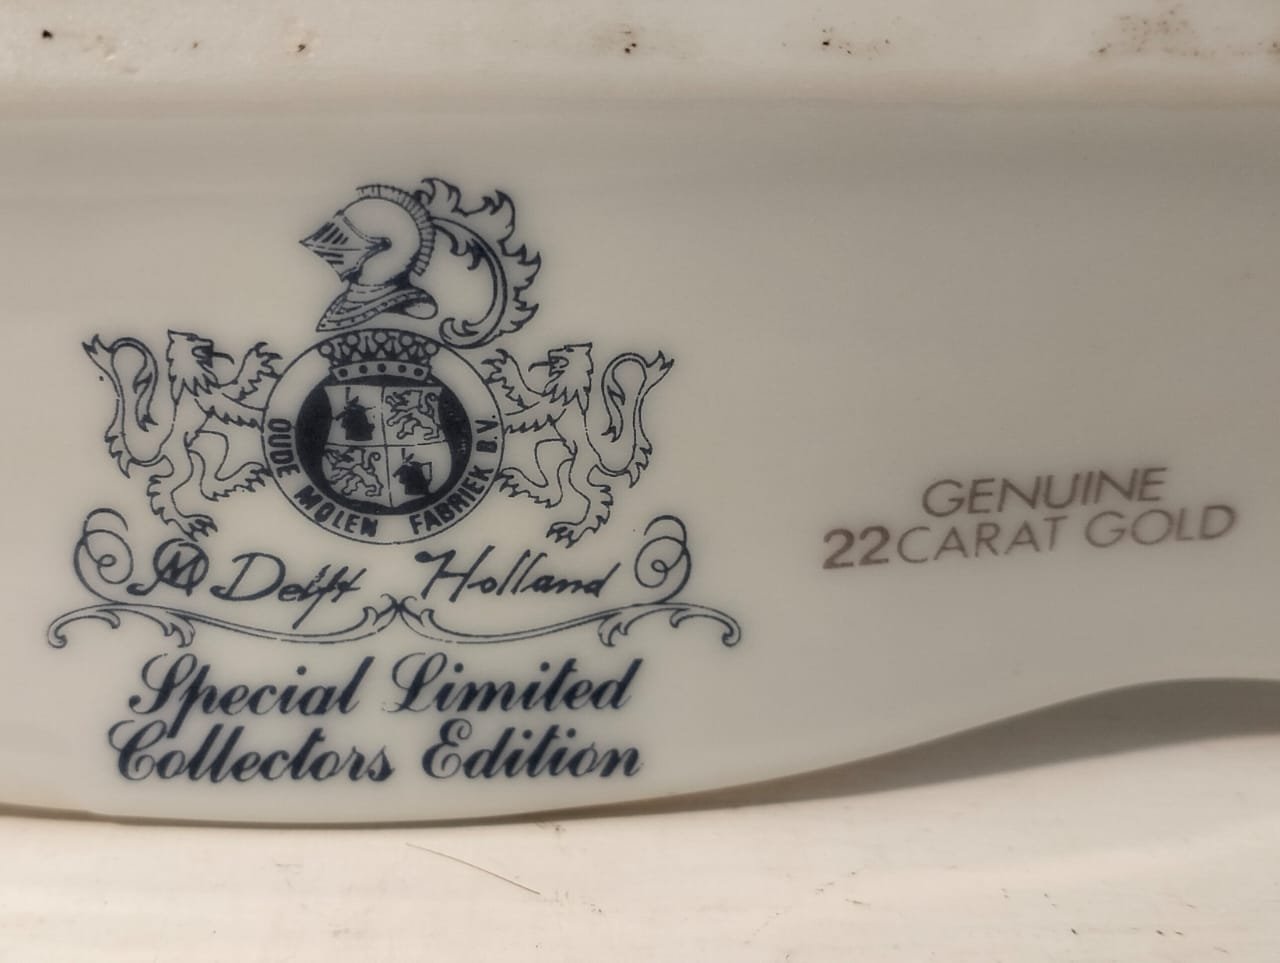 OUDE MOLEN FABRIEK B.V.
Delft Holland
Special Limited
Collectors Edition
GENUINE
22 CARAT GOLD